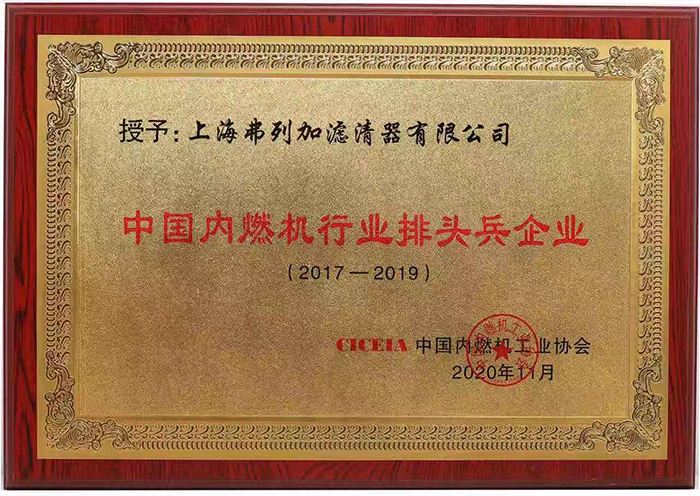 授予：上海弗列加滤清器有限公司
中国内燃机行业排头兵企业
（2017—2019）
CICEIA 中国内燃机工业协会
2020年11月